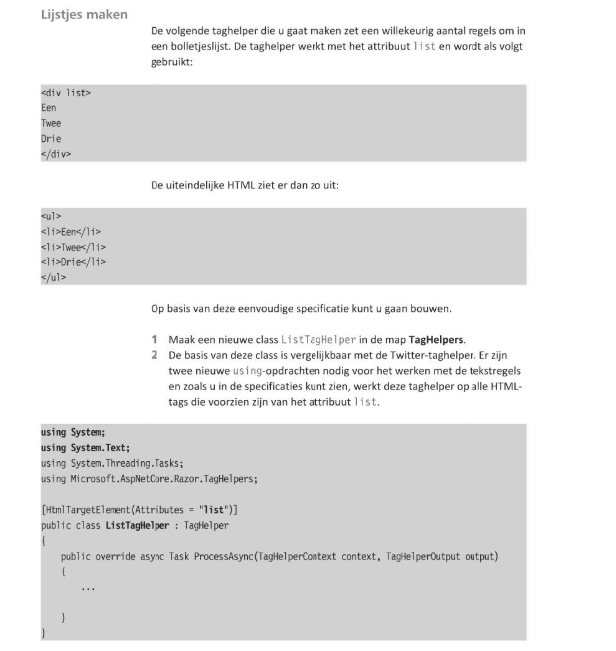 Lijstjes maken
De volgende taghelper die u gaat maken zet een willekeurig aantal regels om in
een bolletjeslijst. De taghelper werkt met het attribuut list en wordt als volgt
gebruikt:
<div list>
Een
Twee
Drie
</div>
De uiteindelijke HTML ziet er dan zo uit:
<ul>
<li>Een</li>
<li>Twee</li>
<li>Drie</li>
</ul>
Op basis van deze eenvoudige specificatie kunt u gaan bouwen.
1 Maak een nieuwe class ListTagHelper in de map TagHelpers.
2 De basis van deze class is vergelijkbaar met de Twitter-taghelper. Er zijn
twee nieuwe using-opdrachten nodig voor het werken met de tekstregels
en zoals u in de specificaties kunt zien, werkt deze taghelper op alle HTML-
tags die voorzien zijn van het attribuut list.
using System;
using System.Text;
using System.Threading.Tasks;
using Microsoft.AspNetCore.Razor.TagHelpers;
[HtmlTargetElement(Attributes = "list")]
public class ListTagHelper : TagHelper
{
public override async Task ProcessAsync(TagHelperContext context, TagHelperOutput output)
{
...
}
}